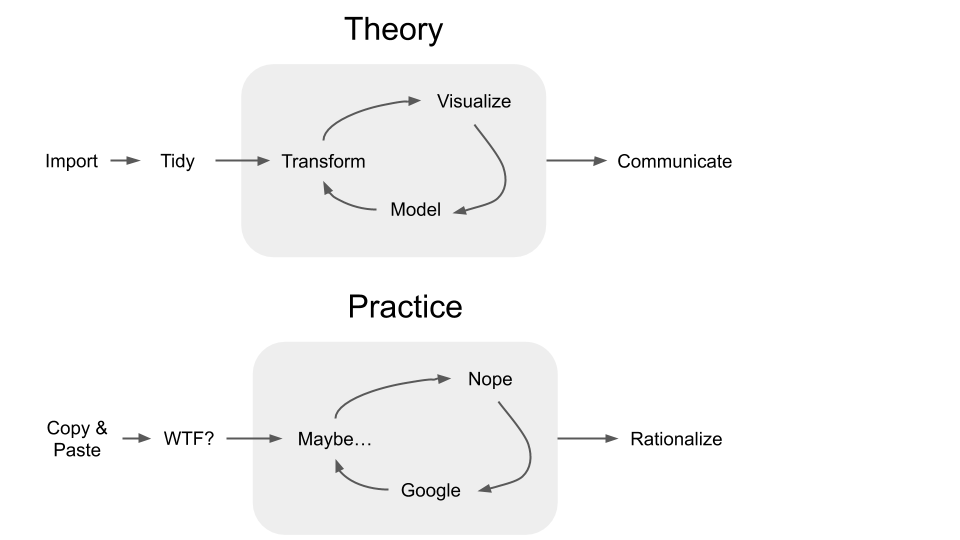 Theory
Visualize
Import
Tidy
Transform
Communicate
Model
Practice
Nope
Copy &
Paste
WTF?
Maybe…
Rationalize
Google